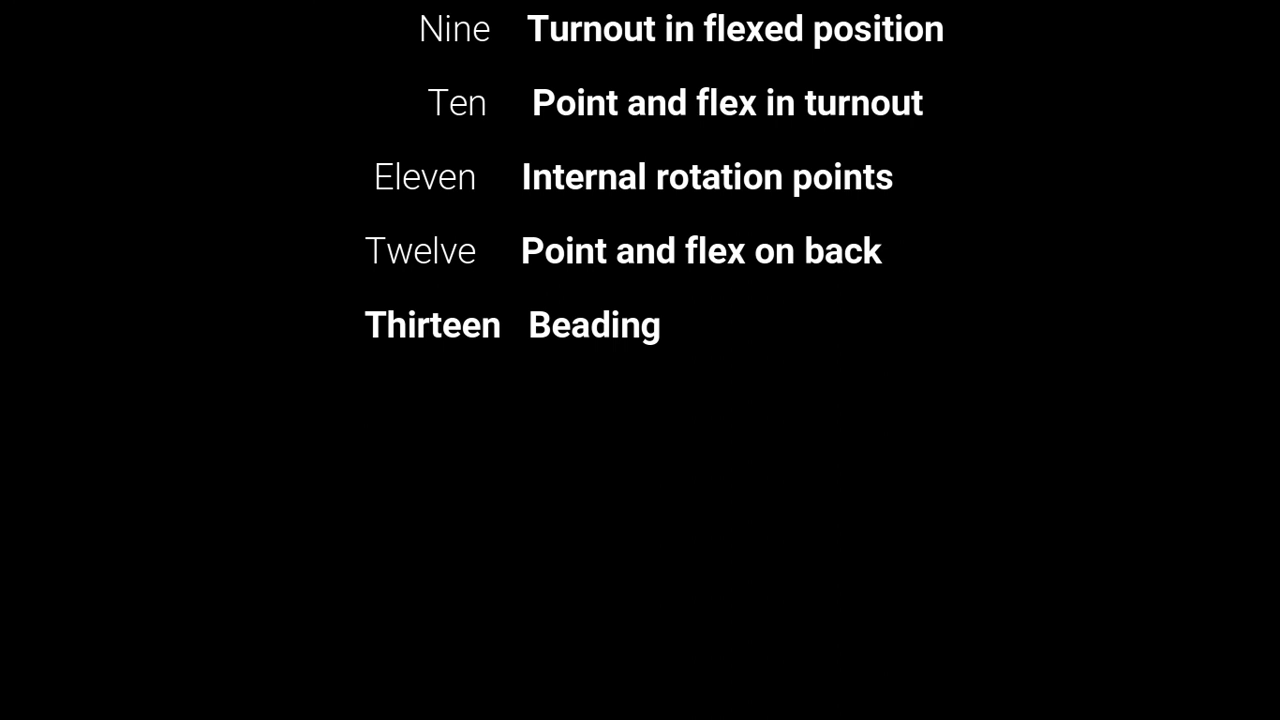 Nine Turnout in flexed position
Ten Point and flex in turnout
Eleven Internal rotation points
Twelve Point and flex on back
Thirteen Beading